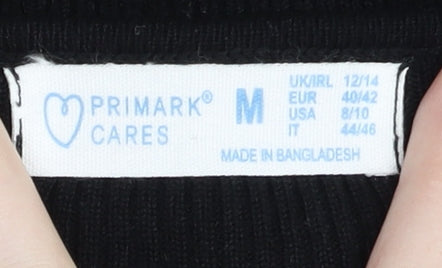 PRIMARK®
CARES
M
UK/IRL 12/14
EUR 40/42
USA 8/10
IT 44/46
MADE IN BANGLADESH